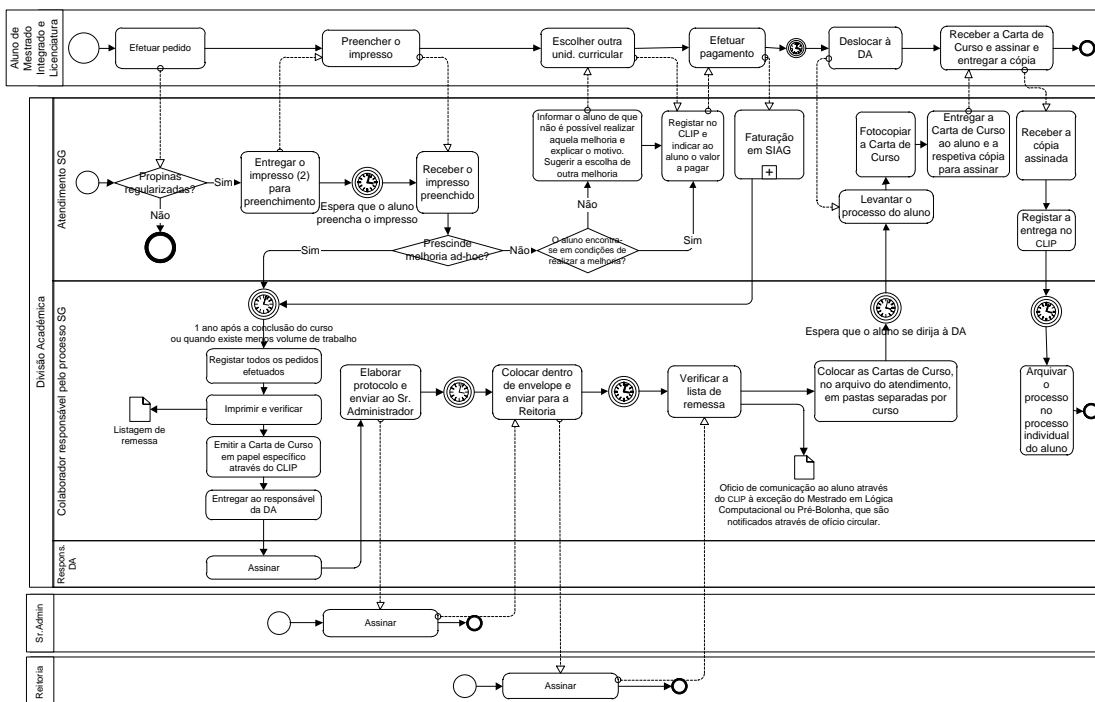 Aluno de
Mestrado
Integrado e
Licenciatura
Efetuar pedido
Preencher o
impresso
Escolher outra
unid. curricular
Efetuar
pagamento
Deslocar à
DA
Receber a Carta de
Curso e assinar e
entregar a cópia
Divisão Académica
Atendimento SG
Propinas
regularizadas?
Sim
Não
Entregar o
impresso (2)
para
preenchimento
Espera que o aluno
preencha o impresso
Receber o
impresso
preenchido
Prescinde
melhoria ad-hoc?
Sim
Não
O aluno encontra-
se em condições de
realizar a melhoria?
Não
Sim
Informar o aluno de que
não é possível realizar
aquela melhoria e
explicar o motivo.
Sugerir a escolha de
outra melhoria
Registar no
CLIP e
indicar ao
aluno o valor
a pagar
Faturação
em SIAG
Fotocopiar
a Carta de
Curso
Levantar o
processo do aluno
Entregar a
Carta de Curso
ao aluno e a
respetiva cópia
para assinar
Receber a
cópia
assinada
Registar a
entrega no
CLIP
Colaborador responsável pelo processo SG
1 ano após a conclusão do curso
ou quando existe menos volume de trabalho
Registar todos os pedidos
efetuados
Imprimir e verificar
Listagem de
remessa
Emitir a Carta de Curso
em papel específico
através do CLIP
Entregar ao responsável
da DA
Elaborar
protocolo e
enviar ao Sr.
Administrador
Colocar dentro
de envelope e
enviar para a
Reitoria
Verificar a
lista de
remessa
Oficio de comunicação ao aluno através
do CLIP à exceção do Mestrado em Lógica
Computacional ou Pré-Bolonha, que são
notificados através de ofício circular.
Colocar as Cartas de Curso,
no arquivo do atendimento,
em pastas separadas por
curso
Espera que o aluno se dirija à DA
Arquivar
o
processo
no
processo
individual
do aluno
Respons.
DA
Assinar
Sr.Admin
Assinar
Reitoria
Assinar